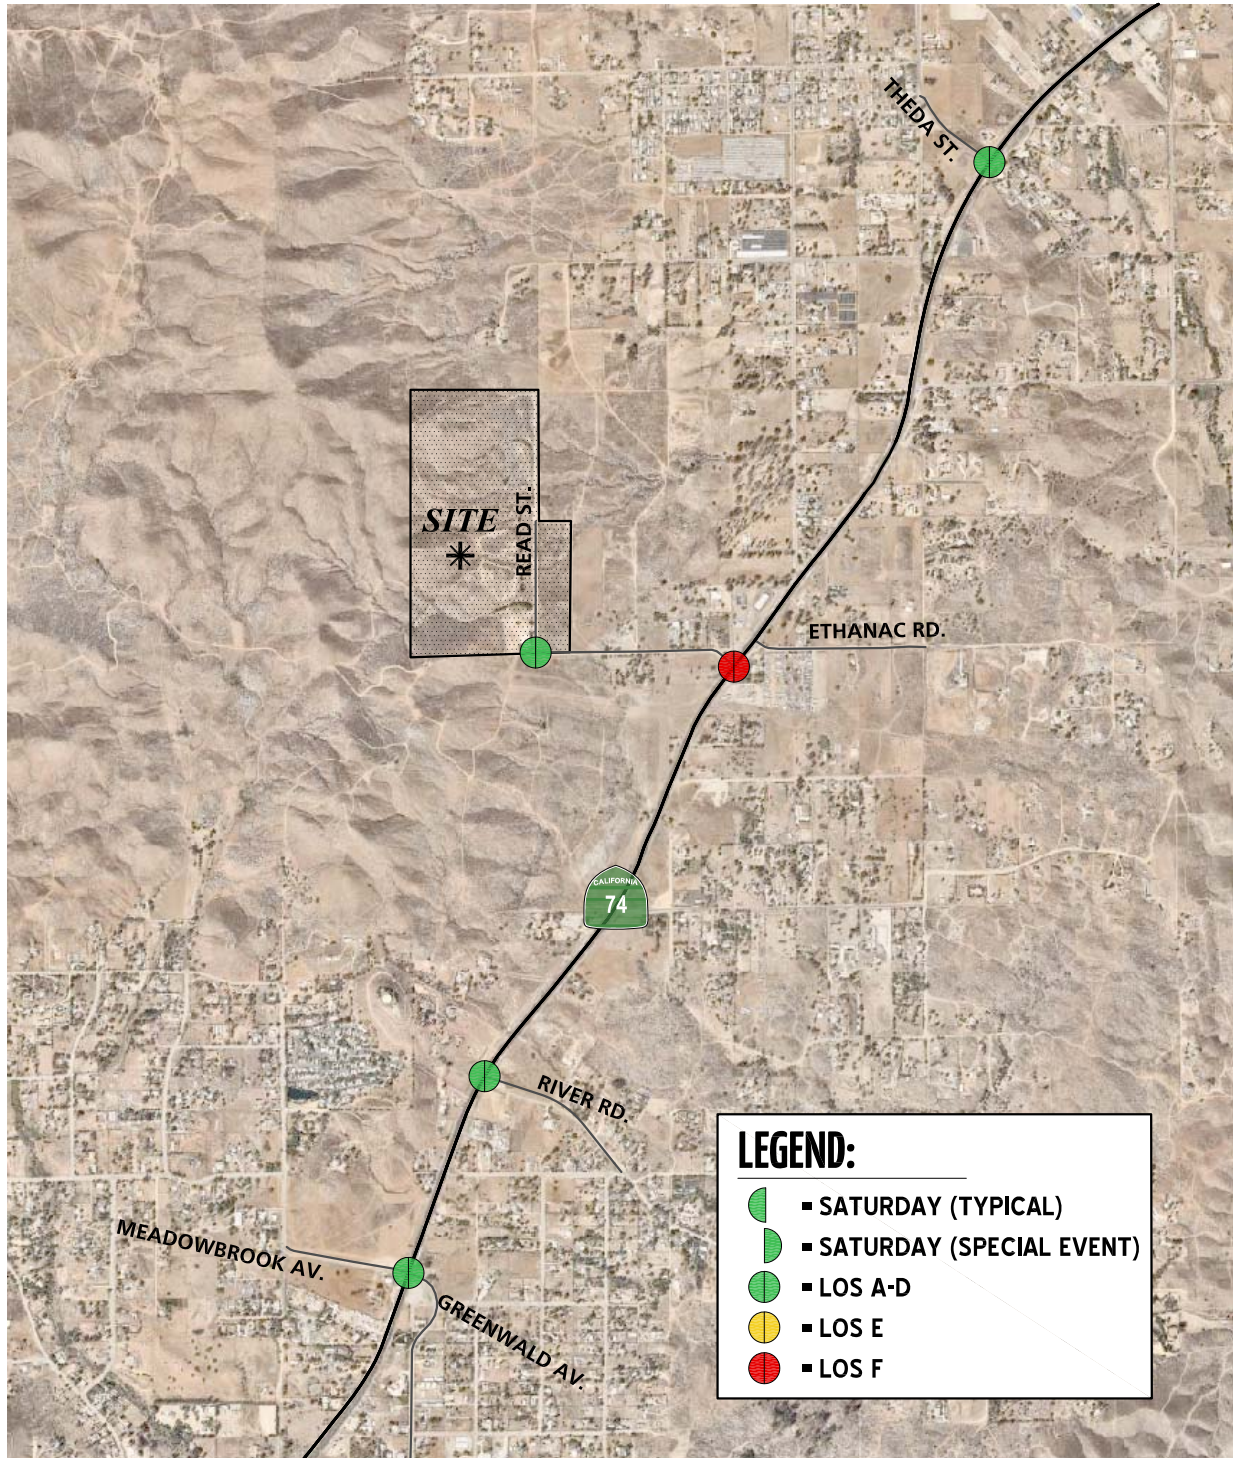 THEDA ST.
SITE
READ ST.
ETHANAC RD.
CALIFORNIA
74
RIVER RD.
MEADOWBROOK AV.
GREENWALD AV.
LEGEND:
= SATURDAY (TYPICAL)
= SATURDAY (SPECIAL EVENT)
= LOS A-D
= LOS E
= LOS F